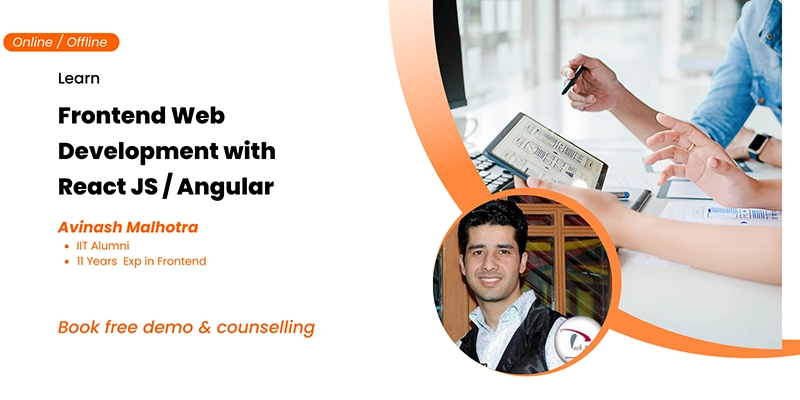 Online / Offline
Learn
Frontend Web
Development with
React JS / Angular
Avinash Malhotra
• IIT Alumni
• 11 Years Exp in Frontend
Book free demo & counselling